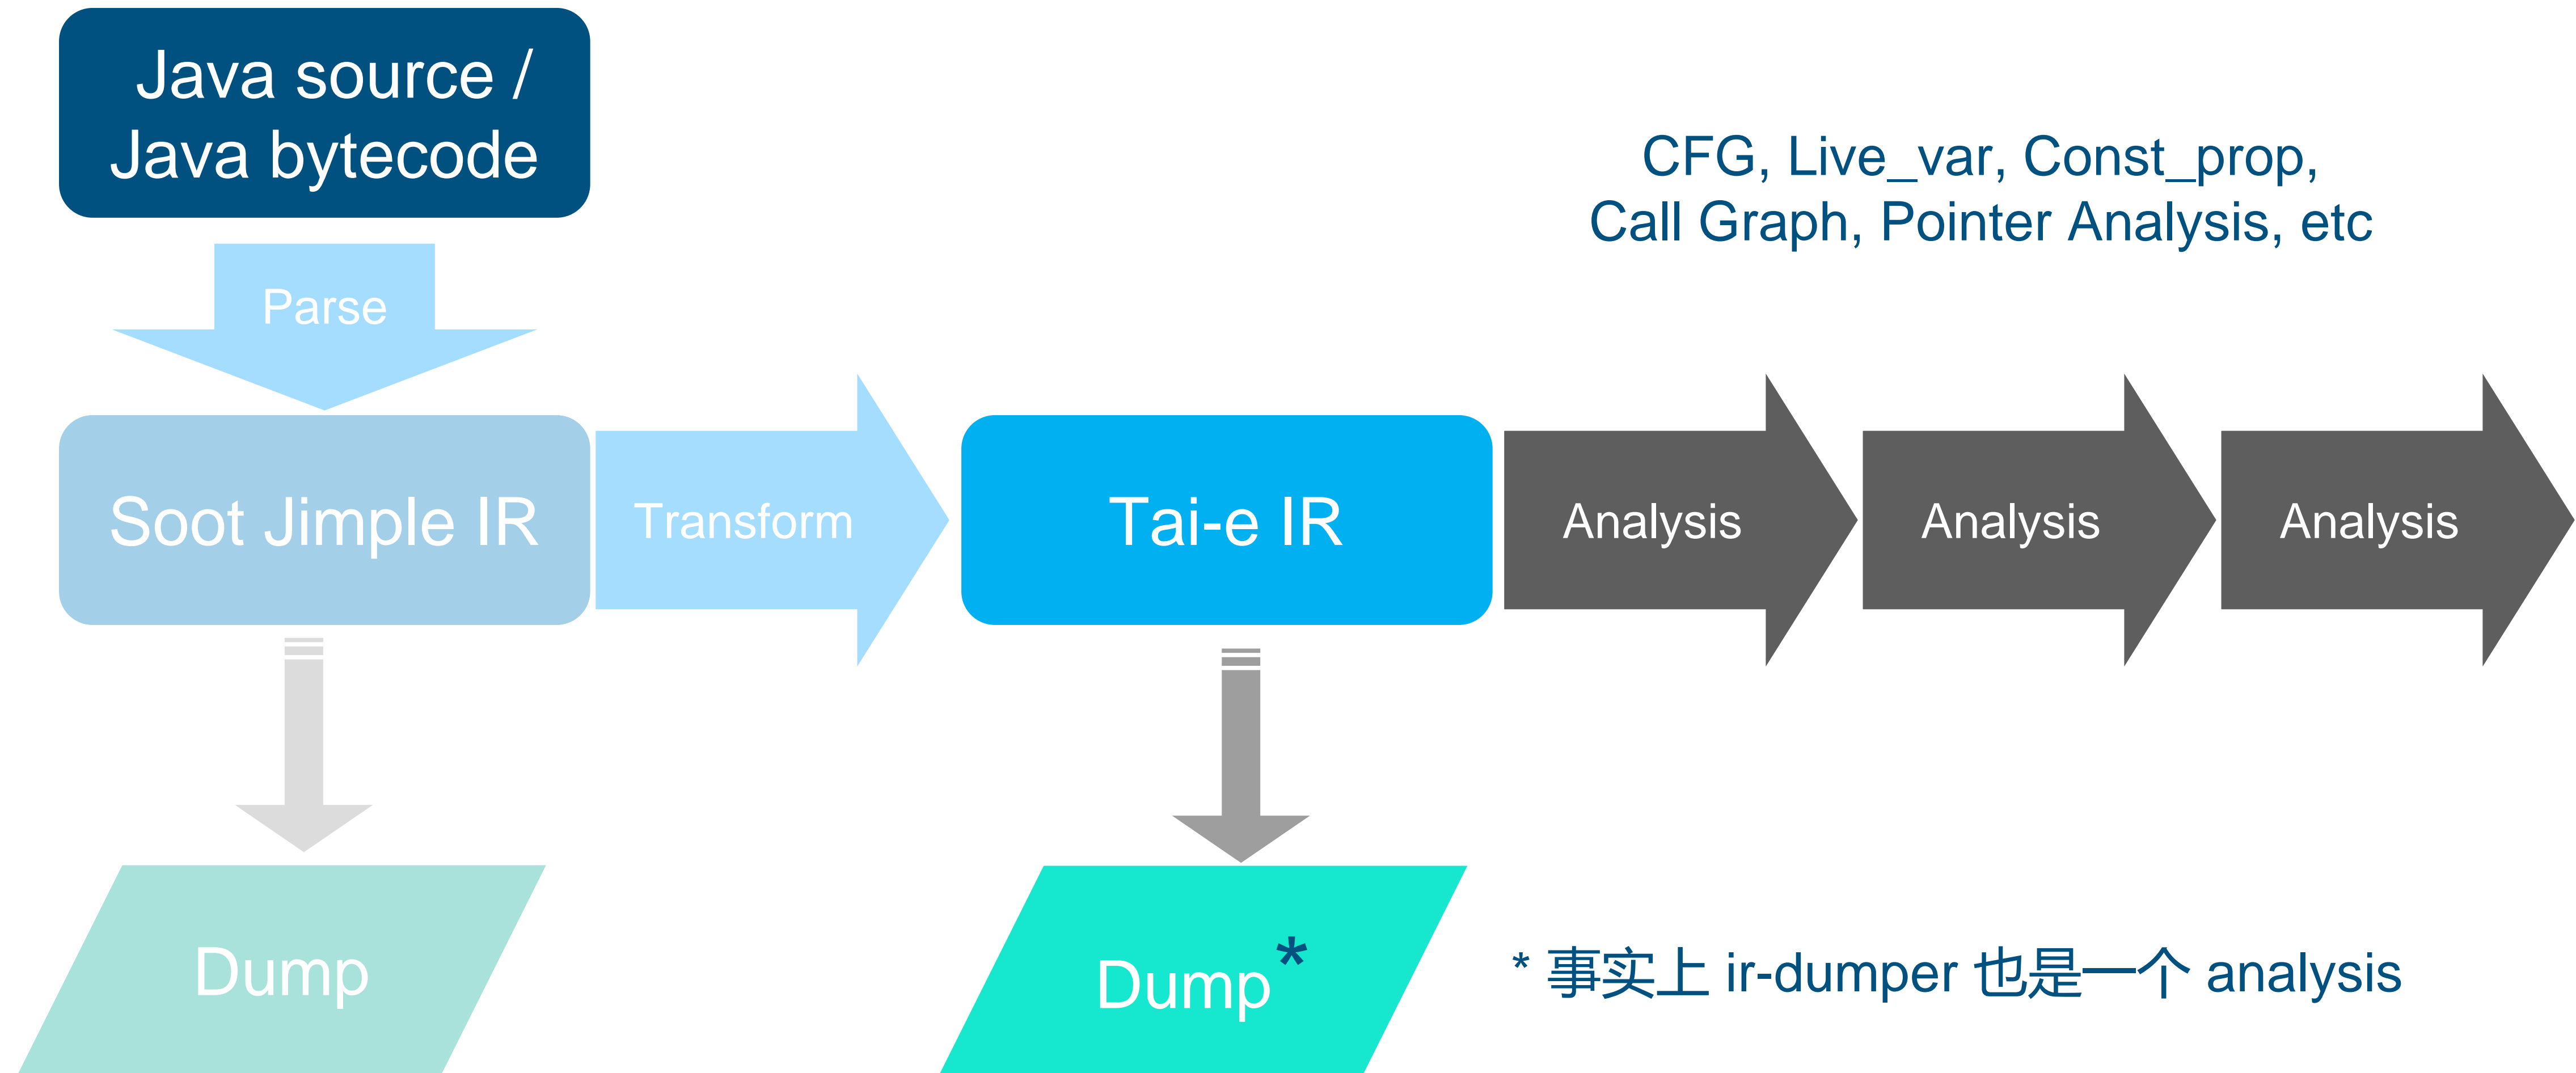 Java source /
Java bytecode
CFG, Live_var, Const_prop,
Call Graph, Pointer Analysis, etc
Parse
Soot Jimple IR
Transform
Tai-e IR
Analysis
Analysis
Analysis
Dump
Dump*
* 事实上 ir-dumper 也是一个 analysis